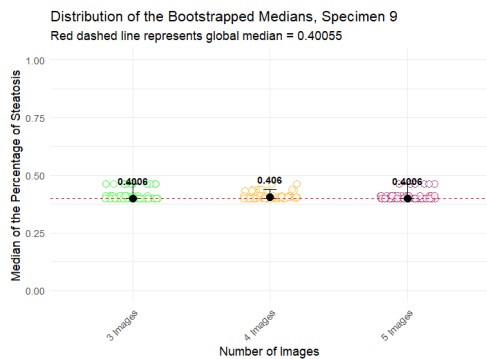 Distribution of the Bootstrapped Medians, Specimen 9
Red dashed line represents global median = 0.40055
Median of the Percentage of Steatosis
1.00
0.75
0.50
0.25
0.00
0.4006
0.406
0.4006
3 Images
4 Images
5 Images
Number of Images